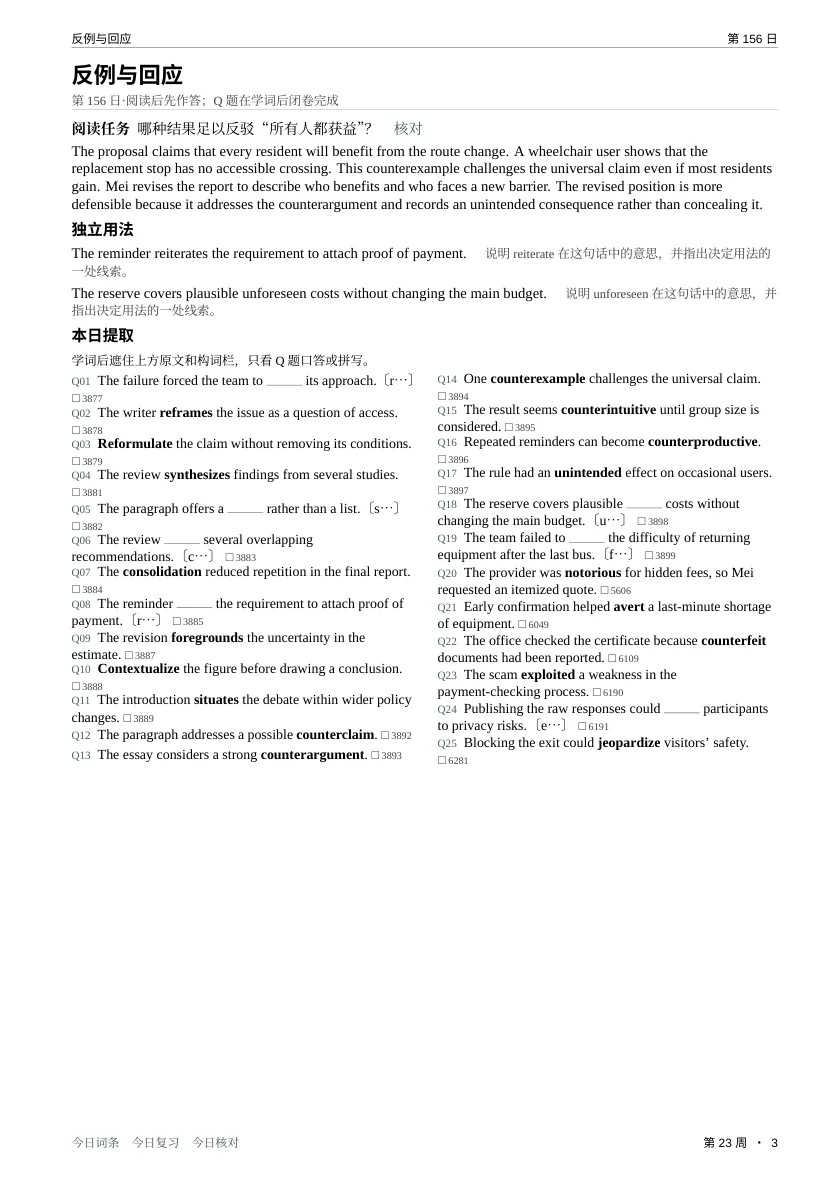 反例与回应
第 156 日
反例与回应
第 156 日·阅读后先作答；Q 题在学词后闭卷完成
阅读任务 哪种结果足以反驳“所有人都获益”？ 核对
The proposal claims that every resident will benefit from the route change. A wheelchair user shows that the
replacement stop has no accessible crossing. This counterexample challenges the universal claim even if most residents
gain. Mei revises the report to describe who benefits and who faces a new barrier. The revised position is more
defensible because it addresses the counterargument and records an unintended consequence rather than concealing it.
独立用法
The reminder reiterates the requirement to attach proof of payment. 说明 reiterate 在这句话中的意思，并指出决定用法的
一处线索。
The reserve covers plausible unforeseen costs without changing the main budget. 说明 unforeseen 在这句话中的意思，并
指出决定用法的一处线索。
本日提取
学词后遮住上方原文和构词栏，只看 Q 题口答或拼写。
Q01 The failure forced the team to _____ its approach.〔r···〕
□ 3877
Q02 The writer reframes the issue as a question of access.
□ 3878
Q03 Reformulate the claim without removing its conditions.
□ 3879
Q04 The review synthesizes findings from several studies.
□ 3881
Q05 The paragraph offers a _____ rather than a list.〔s···〕
□ 3882
Q06 The review _____ several overlapping
recommendations.〔c···〕 □ 3883
Q07 The consolidation reduced repetition in the final report.
□ 3884
Q08 The reminder _____ the requirement to attach proof of
payment.〔r···〕 □ 3885
Q09 The revision foregrounds the uncertainty in the
estimate. □ 3887
Q10 Contextualize the figure before drawing a conclusion.
□ 3888
Q11 The introduction situates the debate within wider policy
changes. □ 3889
Q12 The paragraph addresses a possible counterclaim. □ 3892
Q13 The essay considers a strong counterargument. □ 3893
Q14 One counterexample challenges the universal claim.
□ 3894
Q15 The result seems counterintuitive until group size is
considered. □ 3895
Q16 Repeated reminders can become counterproductive.
□ 3896
Q17 The rule had an unintended effect on occasional users.
□ 3897
Q18 The reserve covers plausible _____ costs without
changing the main budget.〔u···〕 □ 3898
Q19 The team failed to _____ the difficulty of returning
equipment after the last bus.〔f···〕 □ 3899
Q20 The provider was notorious for hidden fees, so Mei
requested an itemized quote. □ 5606
Q21 Early confirmation helped avert a last-minute shortage
of equipment. □ 6049
Q22 The office checked the certificate because counterfeit
documents had been reported. □ 6109
Q23 The scam exploited a weakness in the
payment-checking process. □ 6190
Q24 Publishing the raw responses could _____ participants
to privacy risks.〔e···〕 □ 6191
Q25 Blocking the exit could jeopardize visitors’ safety.
□ 6281
今日词条 今日复习 今日核对
第 23 周 · 3